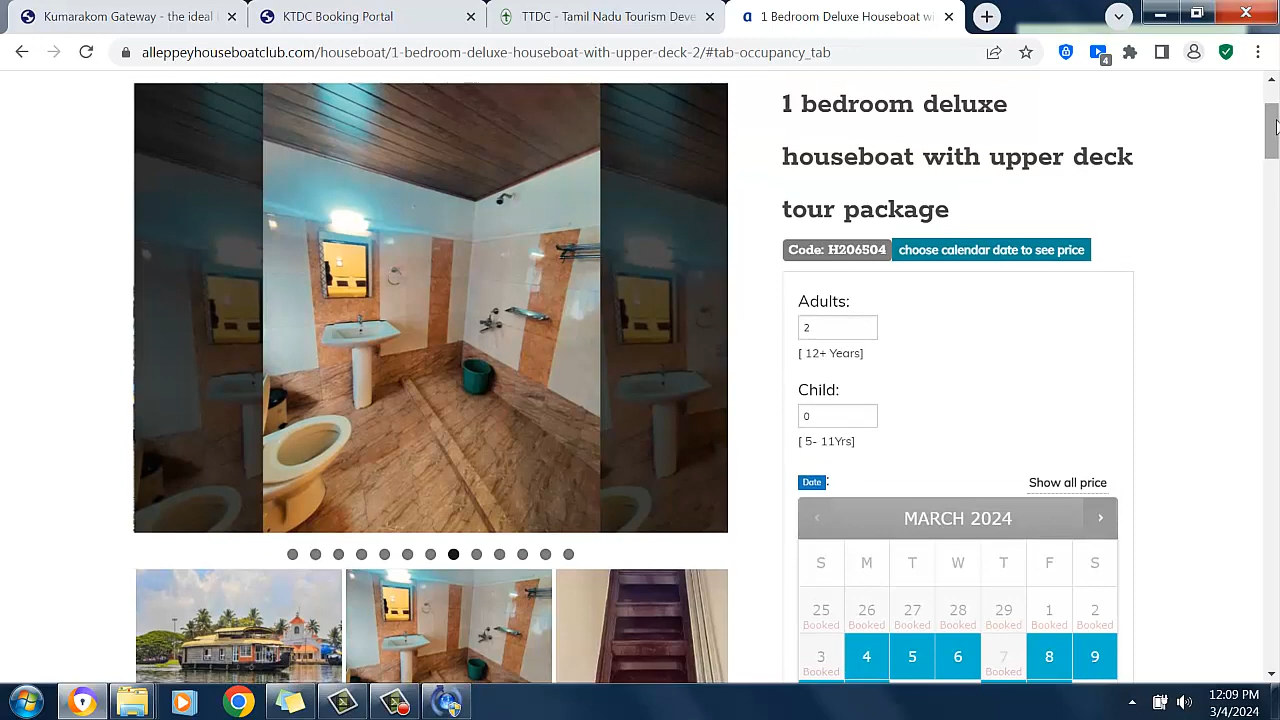 Kumarakom Gateway - the ideal
KTDC Booking Portal
TTDC - Tamil Nadu Tourism Deve
1 Bedroom Deluxe Houseboat wi
alleppeyhouseboatclub.com/houseboat/1-bedroom-deluxe-houseboat-with-upper-deck-2/#tab-occupancy_tab
4
1 bedroom deluxe
houseboat with upper deck
tour package
Code: H206504 choose calendar date to see price
Adults:
2
[ 12+ Years]
Child:
0
[ 5- 11Yrs]
Date : Show all price
‹ MARCH 2024 ›
S M T W T F S
25 26 27 28 29 1 2
Booked Booked Booked Booked Booked Booked Booked
3 4 5 6 7 8 9
Booked Booked
12:09 PM
3/4/2024